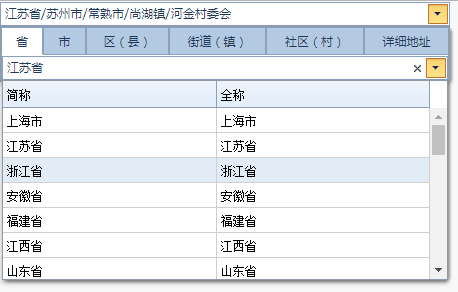 江苏省/苏州市/常熟市/尚湖镇/河金村委会
省 市 区（县） 街道（镇） 社区（村） 详细地址
江苏省
简称 全称
上海市 上海市
江苏省 江苏省
浙江省 浙江省
安徽省 安徽省
福建省 福建省
江西省 江西省
山东省 山东省